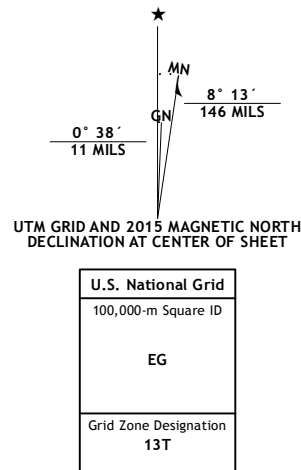 ★
MN
GN
8° 13´
146 MILS
0° 38´
11 MILS
UTM GRID AND 2015 MAGNETIC NORTH
DECLINATION AT CENTER OF SHEET
U.S. National Grid
100,000-m Square ID
EG
Grid Zone Designation
13T